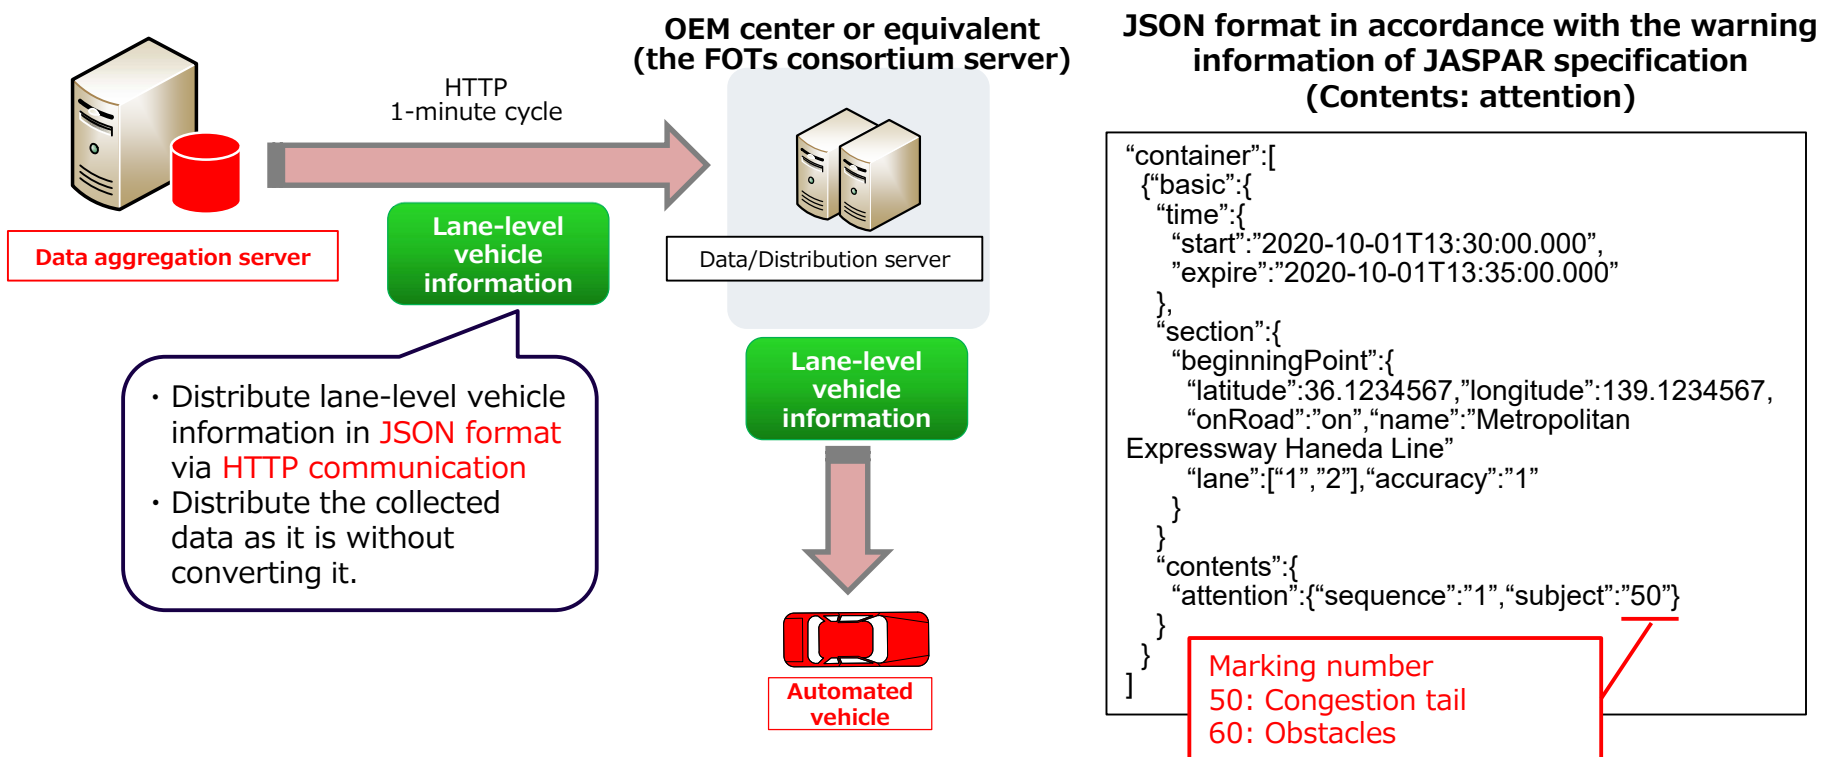 OEM center or equivalent
(the FOTs consortium server)
HTTP
1-minute cycle
Data aggregation server
Lane-level
vehicle
information
Data/Distribution server
・Distribute lane-level vehicle
information in JSON format
via HTTP communication
・Distribute the collected
data as it is without
converting it.
Lane-level
vehicle
information
Automated
vehicle
JSON format in accordance with the warning
information of JASPAR specification
(Contents: attention)
“container”:[
{“basic”:{
“time”:{
“start”:”2020-10-01T13:30:00.000”,
”expire”:”2020-10-01T13:35:00.000”
},
“section”:{
“beginningPoint”:{
“latitude”:36.1234567,”longitude”:139.1234567,
“onRoad”:”on”,“name”:”Metropolitan
Expressway Haneda Line”
“lane”:[“1”,”2”],“accuracy”:”1”
}
}
“contents”:{
“attention”:{“sequence”:”1”,“subject”:”50”}
}
}
]
Marking number
50: Congestion tail
60: Obstacles